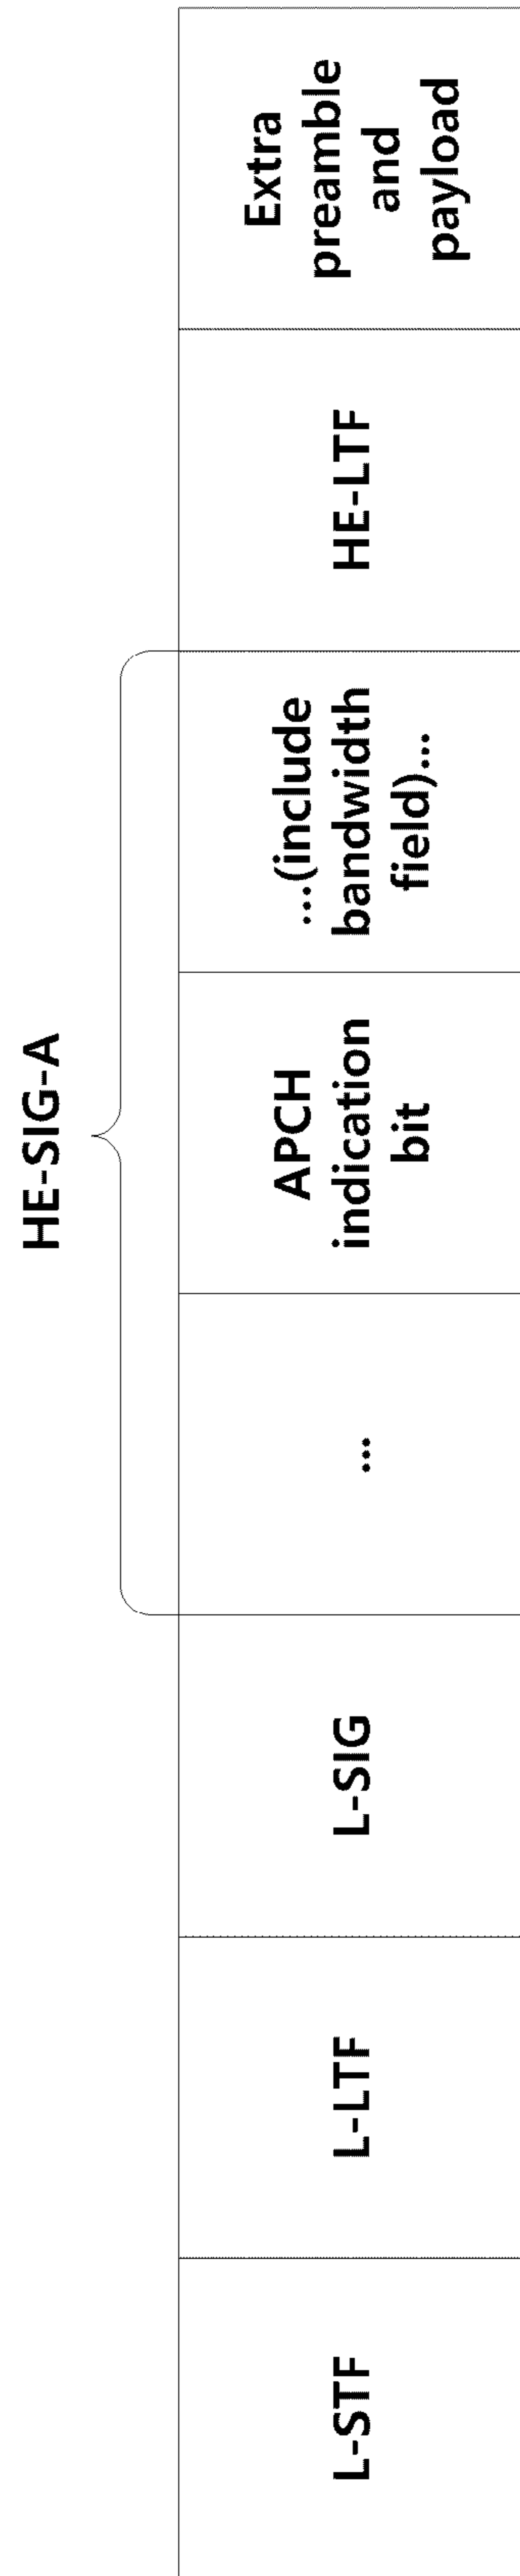 HE-SIG-A
L-STF
L-LTF
L-SIG
...
APCH
indication
bit
...(include
bandwidth
field)...
HE-LTF
Extra
preamble
and
payload